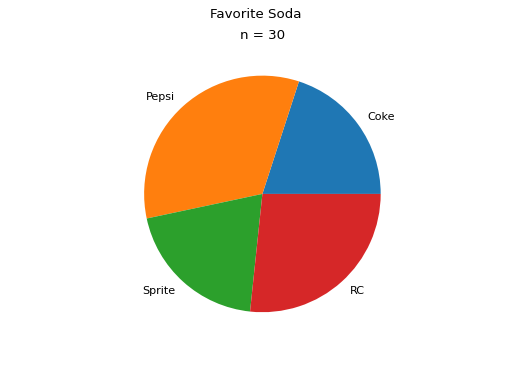 Favorite Soda
n = 30
Pepsi
Coke
Sprite
RC